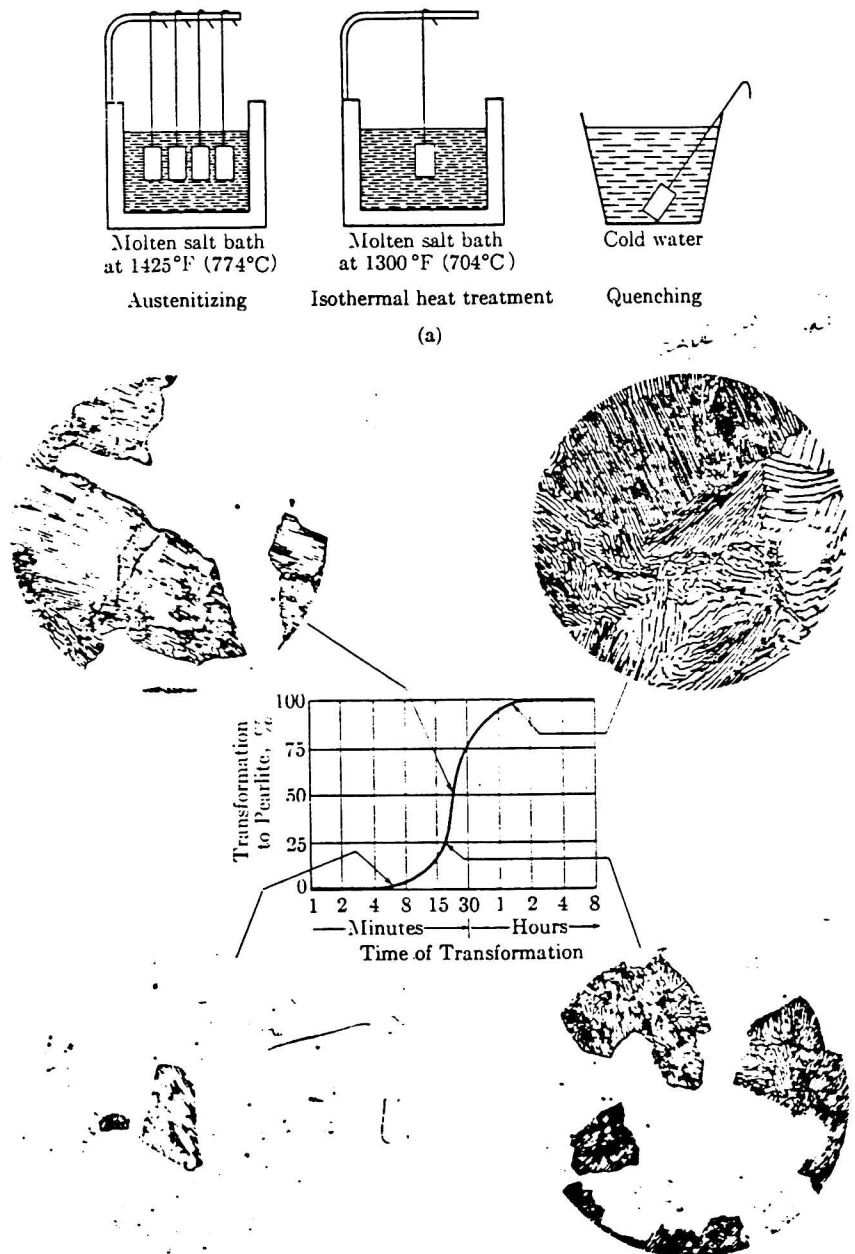 Molten salt bath
at 1425°F (774°C)
Austenitizing
Molten salt bath
at 1300°F (704°C)
Isothermal heat treatment
Cold water
Quenching
(a)
Transformation
to Pearlite, %
100
75
50
25
0
1 2 4 8 15 30 1 2 4 8
Minutes Hours
Time of Transformation